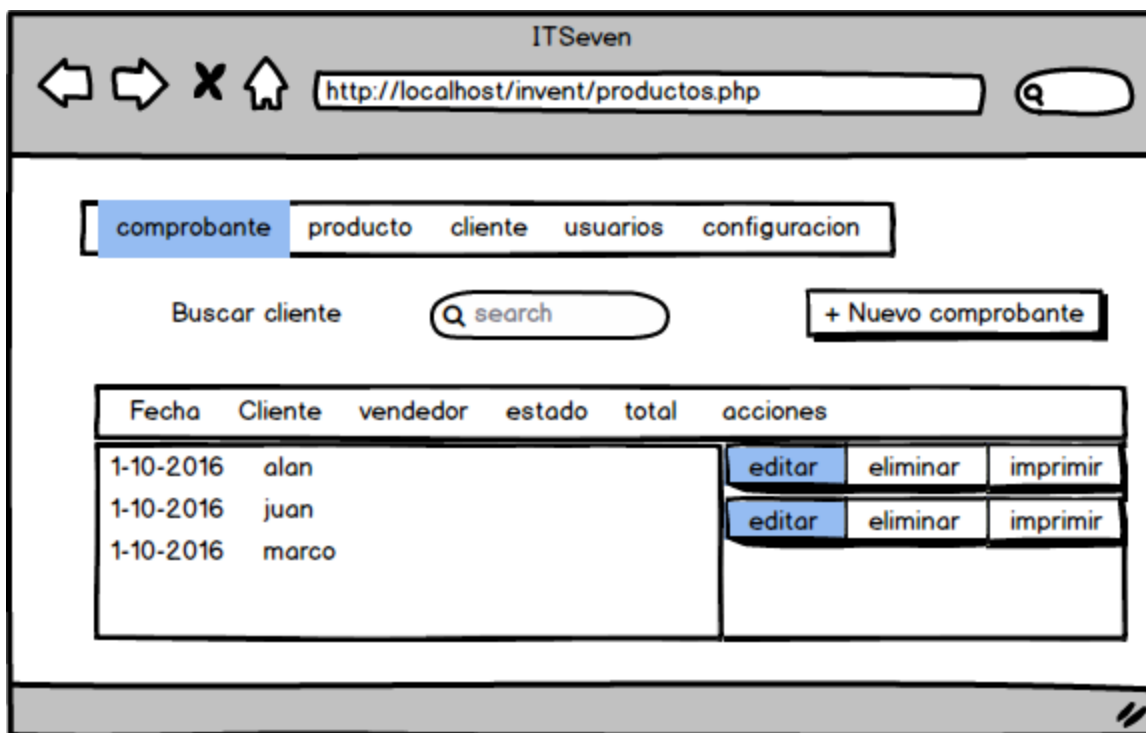 ITSeven
http://localhost/invent/productos.php
comprobante producto cliente usuarios configuracion
Buscar cliente search + Nuevo comprobante
Fecha Cliente vendedor estado total acciones
1-10-2016 alan editar eliminar imprimir
1-10-2016 juan editar eliminar imprimir
1-10-2016 marco